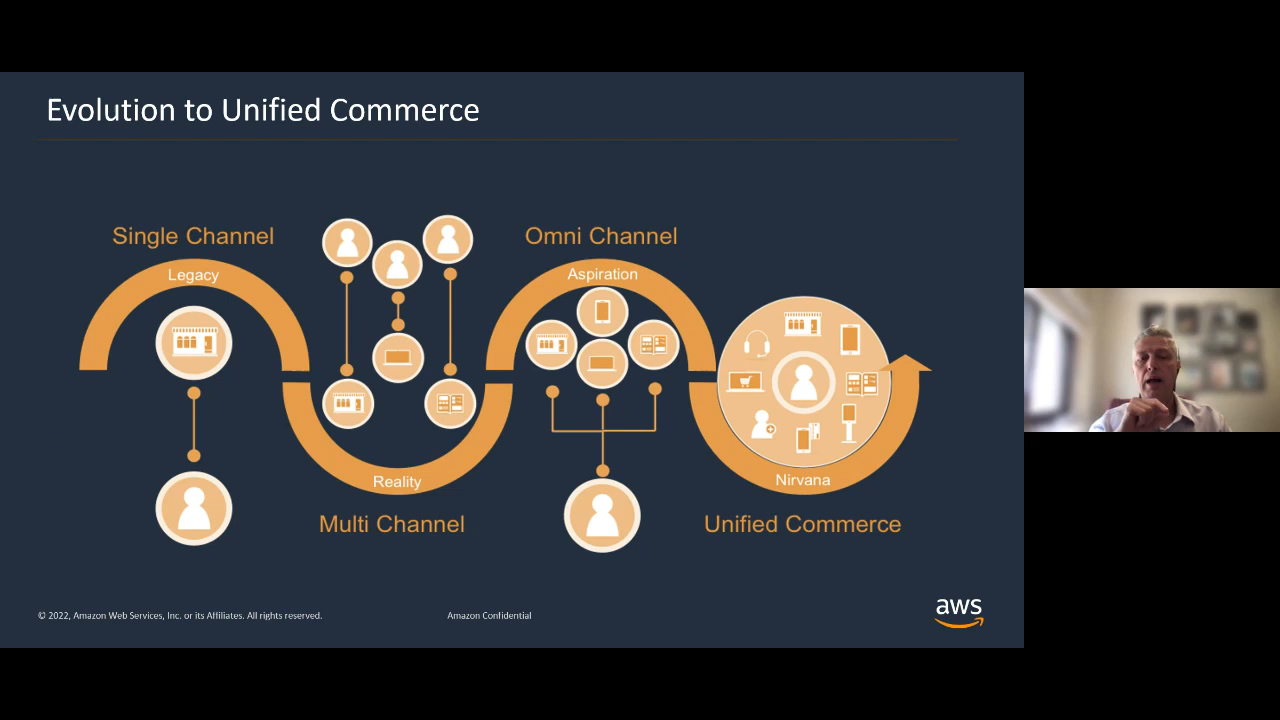 Evolution to Unified Commerce
Single Channel
Legacy
Reality
Multi Channel
Omni Channel
Aspiration
Nirvana
Unified Commerce
© 2022, Amazon Web Services, Inc. or its Affiliates. All rights reserved.
Amazon Confidential
aws